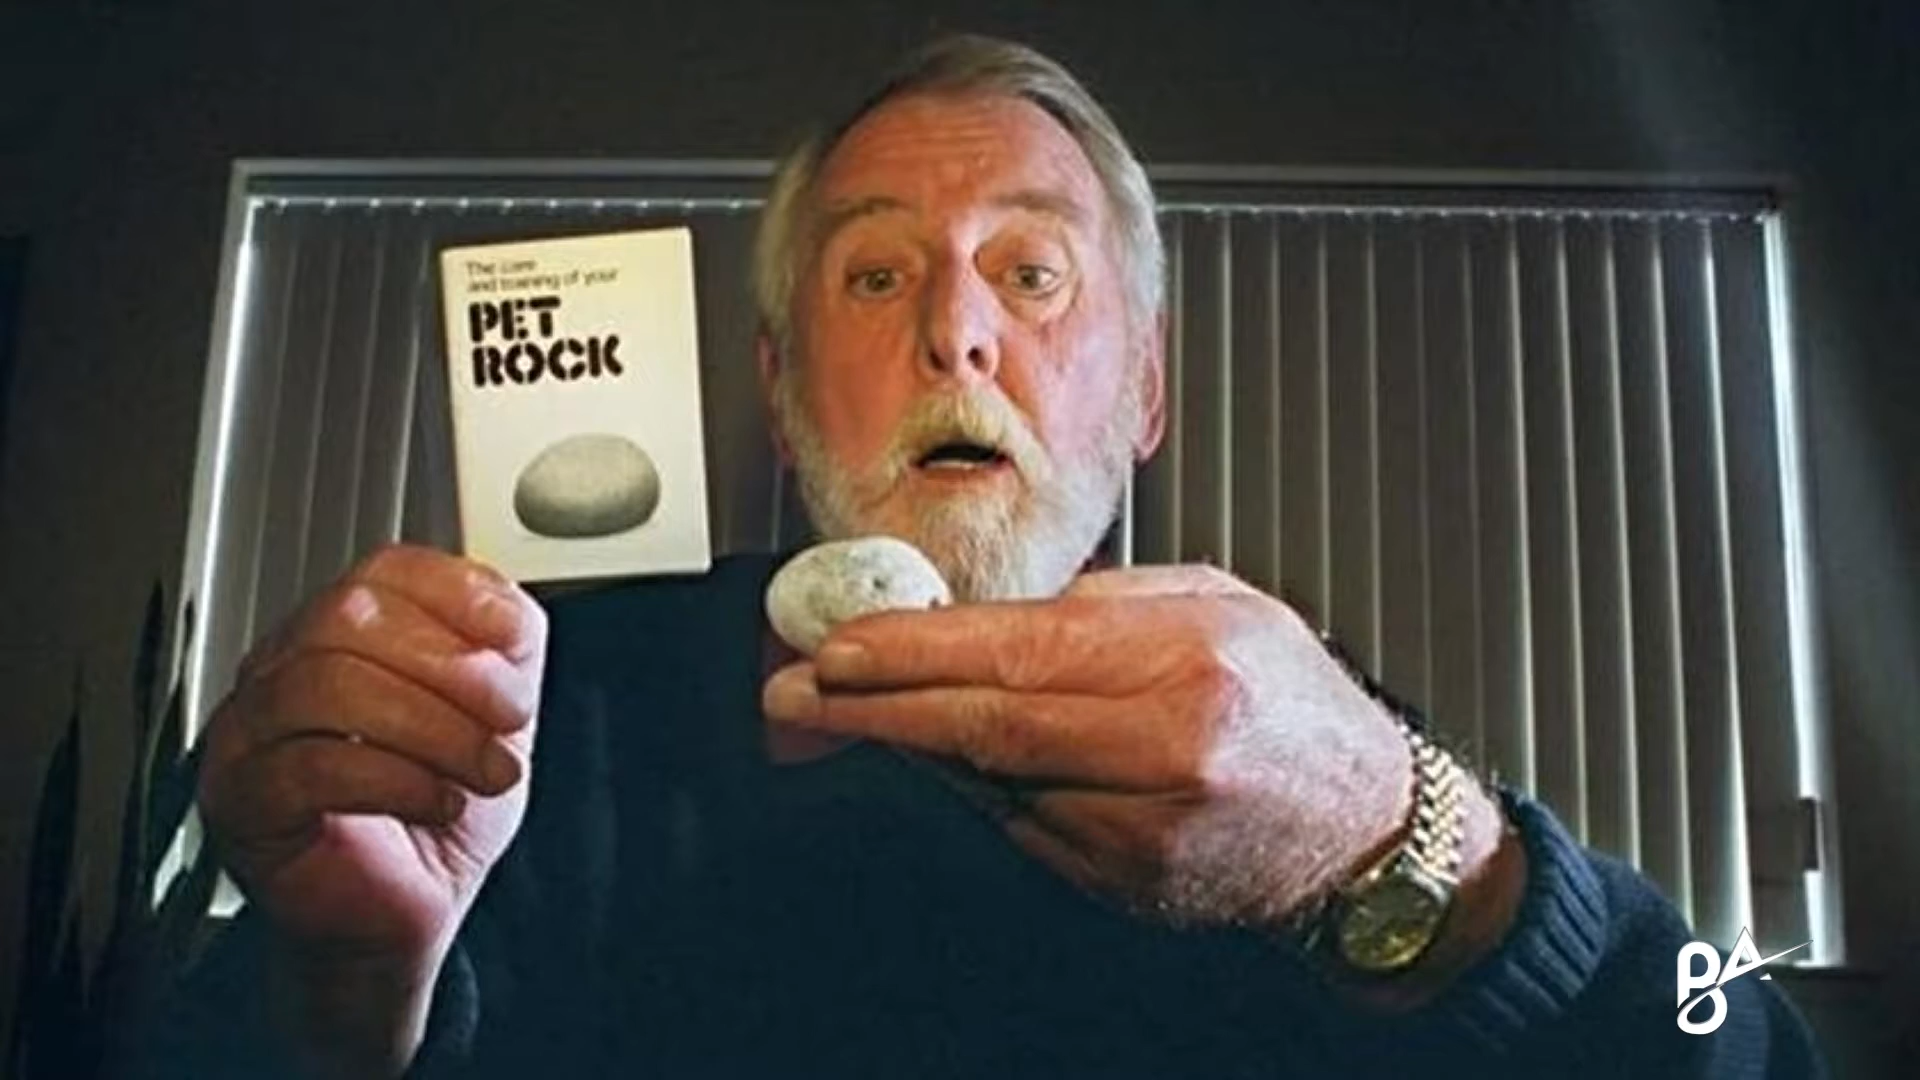 The care
and training of your
PET
ROCK